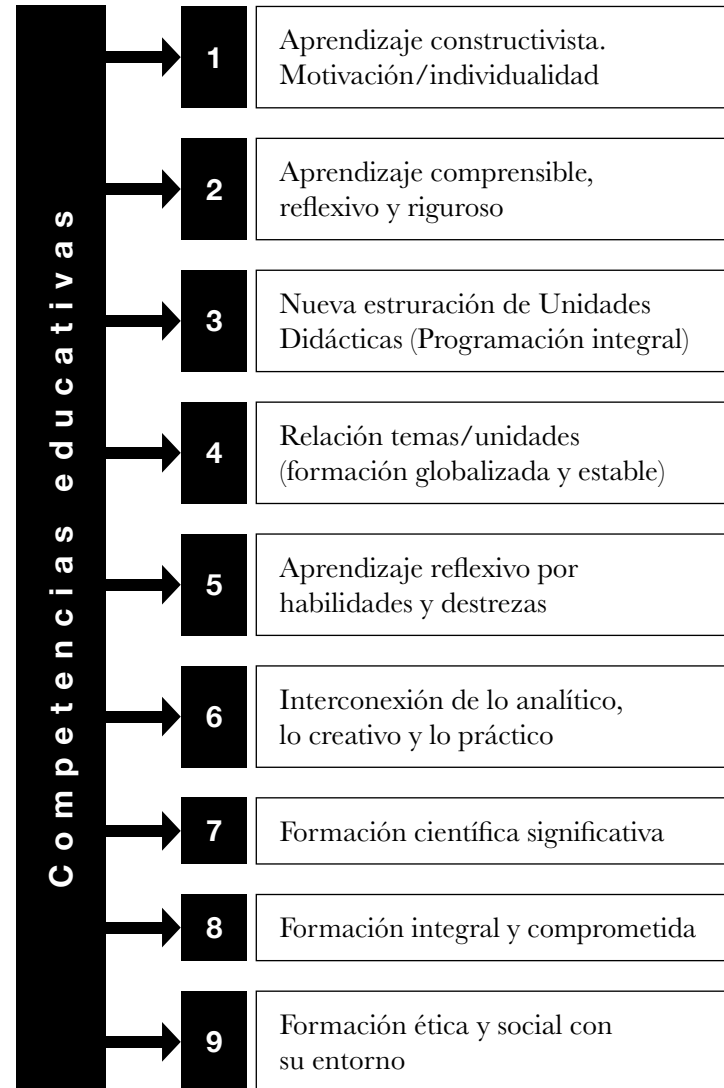 Competencias educativas
1
Aprendizaje constructivista.
Motivación/individualidad
2
Aprendizaje comprensible,
reflexivo y riguroso
3
Nueva estruración de Unidades
Didácticas (Programación integral)
4
Relación temas/unidades
(formación globalizada y estable)
5
Aprendizaje reflexivo por
habilidades y destrezas
6
Interconexión de lo analítico,
lo creativo y lo práctico
7
Formación científica significativa
8
Formación integral y comprometida
9
Formación ética y social con
su entorno